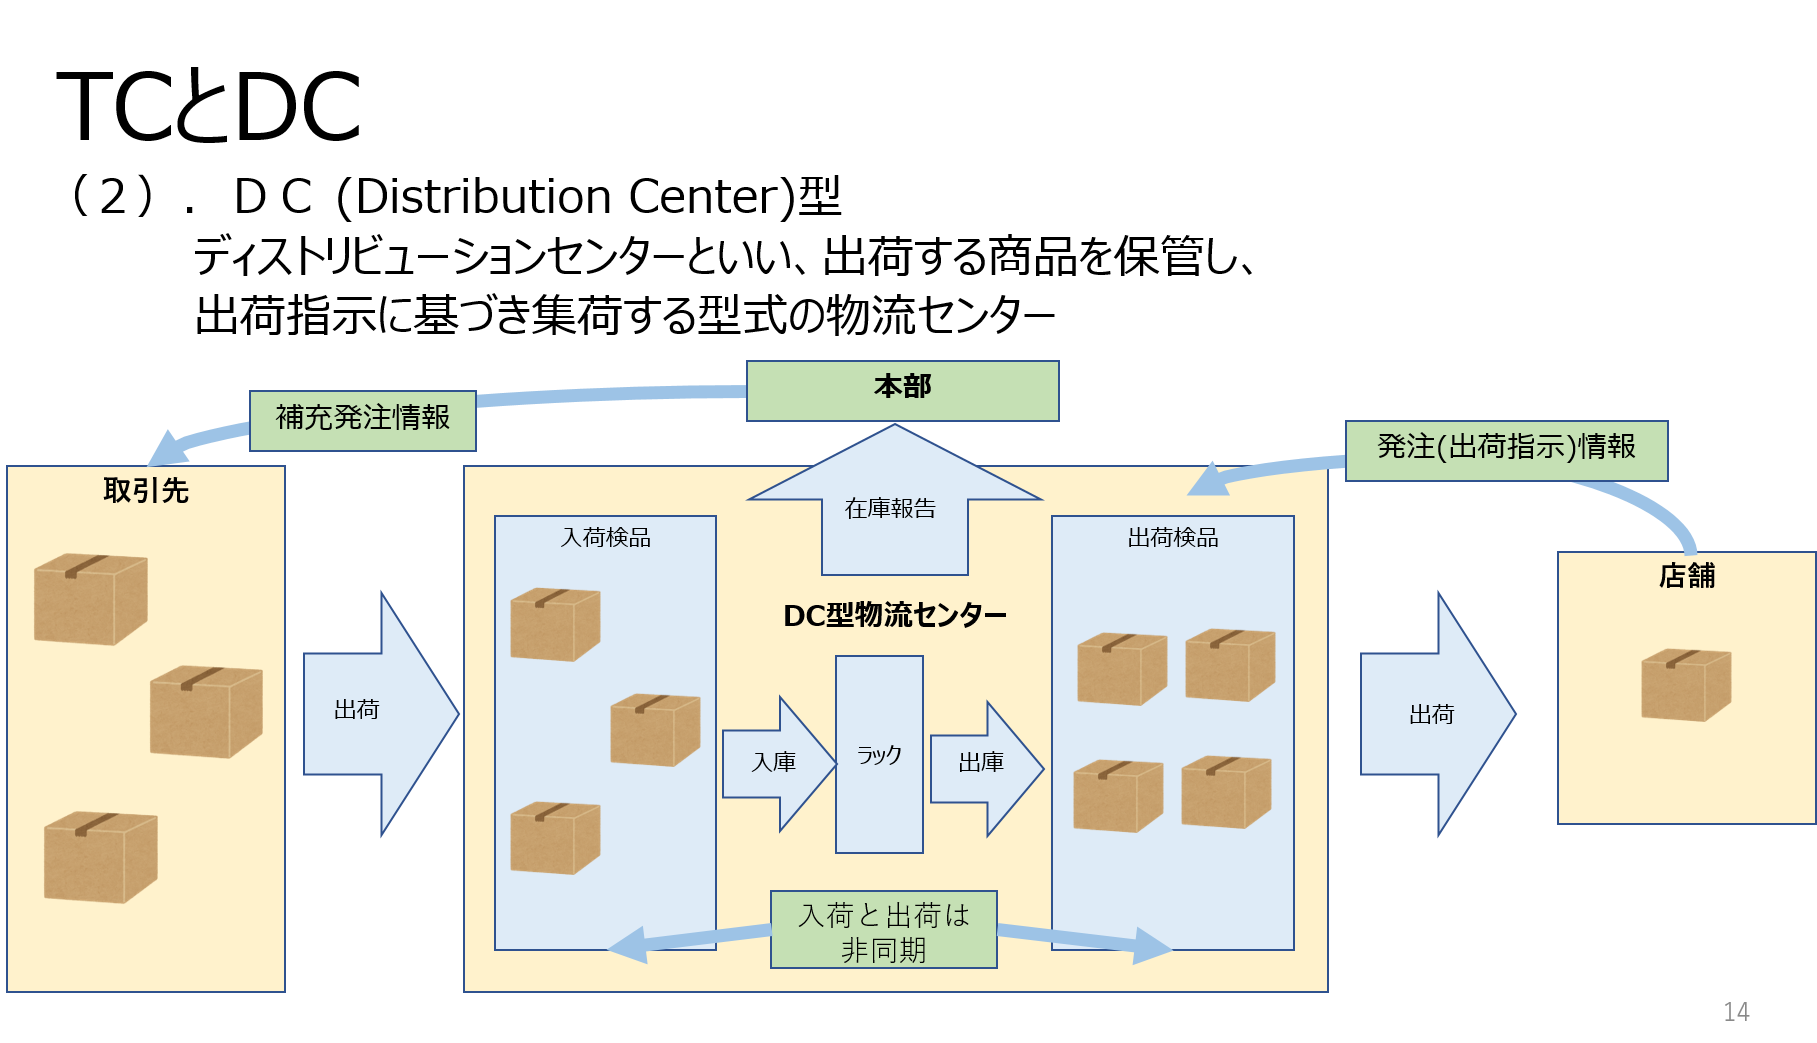 TCとDC
（２）．ＤＣ (Distribution Center)型
ディストリビューションセンターといい、出荷する商品を保管し、
出荷指示に基づき集荷する型式の物流センター
本部
補充発注情報
発注(出荷指示)情報
取引先
在庫報告
入荷検品
出荷検品
店舗
DC型物流センター
出荷
入庫
ラック
出庫
出荷
入荷と出荷は
非同期
14